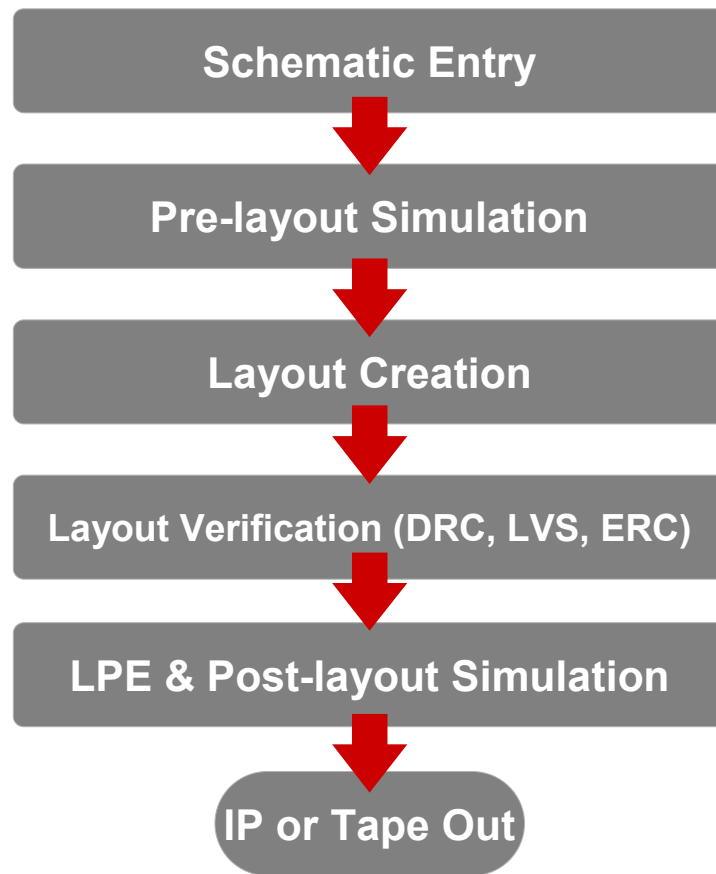 Schematic Entry
Pre-layout Simulation
Layout Creation
Layout Verification (DRC, LVS, ERC)
LPE & Post-layout Simulation
IP or Tape Out